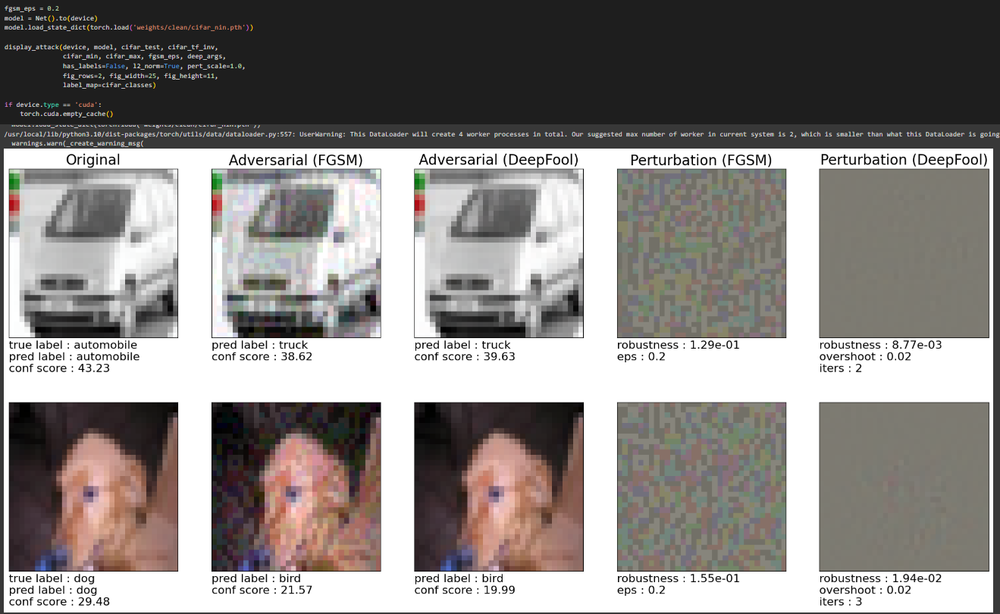 fgsm_eps = 0.2
model = Net().to(device)
model.load_state_dict(torch.load('weights/clean/cifar_nin.pth'))
display_attack(device, model, cifar_test, cifar_tf_inv,
cifar_min, cifar_max, fgsm_eps, deep_args,
has_labels=False, l2_norm=True, pert_scale=1.0,
fig_rows=2, fig_width=25, fig_height=11,
label_map=cifar_classes)
if device.type == 'cuda':
torch.cuda.empty_cache()
model.load_state_dict(torch.load('weights/clean/cifar_nin.pth'))
/usr/local/lib/python3.10/dist-packages/torch/utils/data/dataloader.py:557: UserWarning: This DataLoader will create 4 worker processes in total. Our suggested max number of worker in current system is 2, which is smaller than what this DataLoader is going
warnings.warn(_create_warning_msg(
Original Adversarial (FGSM) Adversarial (DeepFool) Perturbation (FGSM) Perturbation (DeepFool)
true label : automobile pred label : truck pred label : truck robustness : 1.29e-01 robustness : 8.77e-03
pred label : automobile conf score : 38.62 conf score : 39.63 eps : 0.2 overshoot : 0.02
conf score : 43.23 iters : 2
true label : dog pred label : bird pred label : bird robustness : 1.55e-01 robustness : 1.94e-02
pred label : dog conf score : 21.57 conf score : 19.99 eps : 0.2 overshoot : 0.02
conf score : 29.48 iters : 3